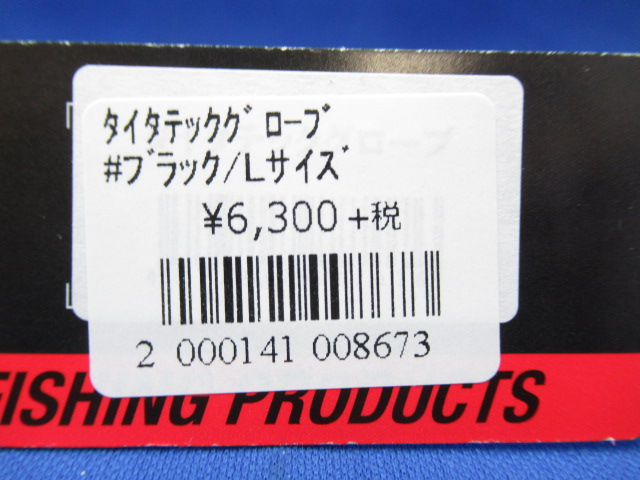 ﾀｲﾀﾃｯｸｸﾞﾛｰﾌﾞ
#ﾌﾞﾗｯｸ/Lｻｲｽﾞ
¥6,300+税
2 000141 008673
FISHING PRODUCTS